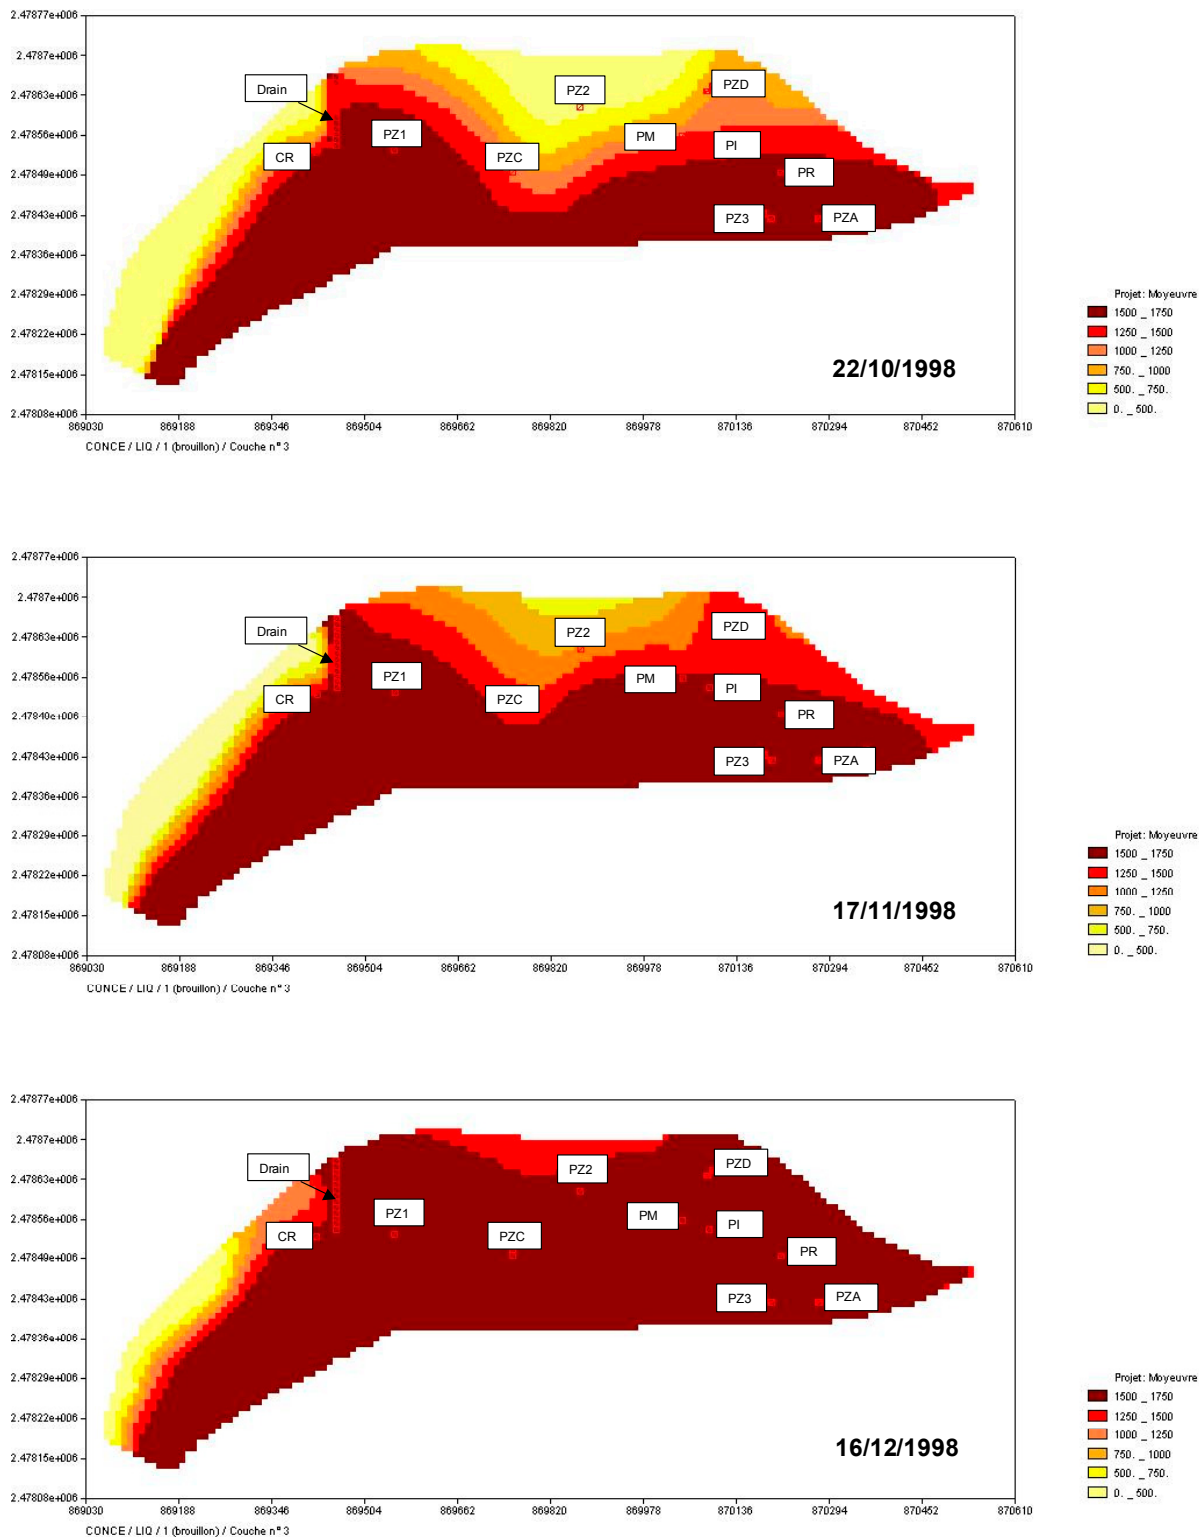 2.47877e+006
2.4787e+006
2.47863e+006
2.47856e+006
2.47849e+006
2.47843e+006
2.47836e+006
2.47829e+006
2.47822e+006
2.47815e+006
2.47808e+006
Drain
CR
PZ1
PZC
PZ2
PM
PZD
PI
PR
PZ3
PZA
22/10/1998
869030 869188 869346 869504 869662 869820 869978 870136 870294 870452 870610
CONCE / LIQ / 1 (brouillon) / Couche n° 3
Projet: Moyeuvre
1500 _ 1750
1250 _ 1500
1000 _ 1250
750. _ 1000
500. _ 750.
0. _ 500.
2.47877e+006
2.4787e+006
2.47863e+006
2.47856e+006
2.47840e+006
2.47843e+006
2.47836e+006
2.47829e+006
2.47822e+006
2.47815e+006
2.47808e+006
Drain
CR
PZ1
PZC
PZ2
PM
PZD
PI
PR
PZ3
PZA
17/11/1998
869030 869188 869346 869504 869662 869820 869978 870136 870294 870452 870610
CONCE / LIQ / 1 (brouillon) / Couche n° 3
Projet: Moyeuvre
1500 _ 1750
1250 _ 1500
1000 _ 1250
750. _ 1000
500. _ 750.
0. _ 500.
2.47877e+006
2.4787e+006
2.47863e+006
2.47856e+006
2.47849e+006
2.47843e+006
2.47836e+006
2.47829e+006
2.47822e+006
2.47815e+006
2.47808e+006
Drain
CR
PZ1
PZC
PZ2
PM
PZD
PI
PR
PZ3
PZA
16/12/1998
869030 869188 869346 869504 869662 869820 869978 870136 870294 870452 870610
CONCE / LIQ / 1 (brouillon) / Couche n° 3
Projet: Moyeuvre
1500 _ 1750
1250 _ 1500
1000 _ 1250
750. _ 1000
500. _ 750.
0. _ 500.